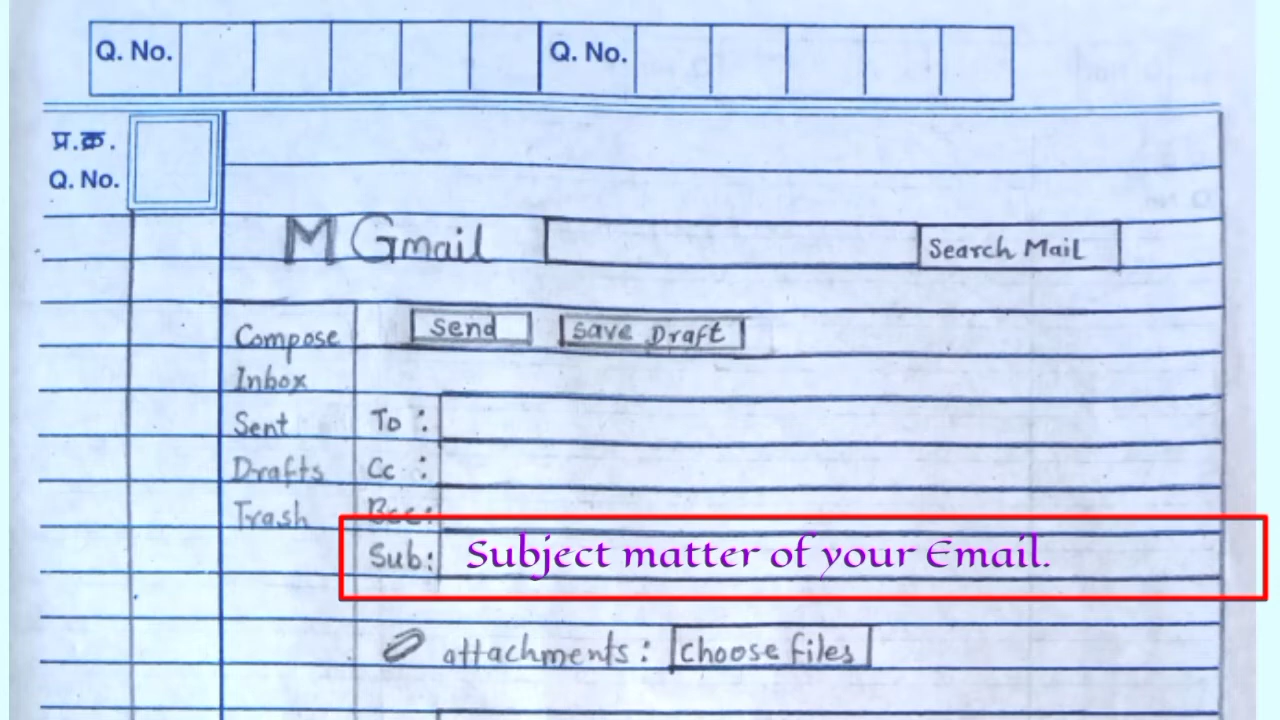 Q. No. Q. No.
प्र.क्र.
Q. No.
M Gmail Search Mail
Compose Send Save Draft
Inbox
Sent To :
Drafts Cc :
Trash Bcc:
Sub: Subject matter of your Email.
attachments: Choose files